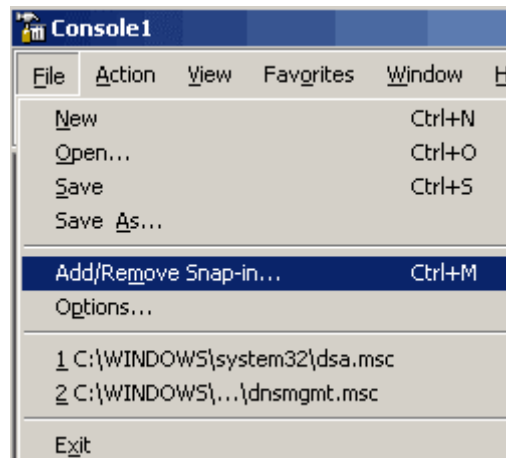 Console1
File Action View Favorites Window H
New Ctrl+N
Open... Ctrl+O
Save Ctrl+S
Save As...
Add/Remove Snap-in... Ctrl+M
Options...
1 C:\WINDOWS\system32\dsa.msc
2 C:\WINDOWS\...\dnsmgmt.msc
Exit